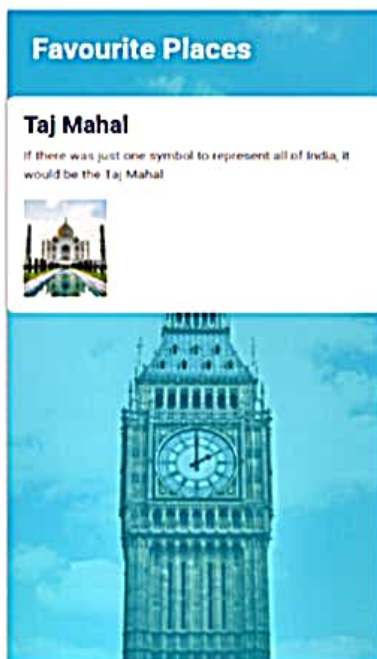 Favourite Places
Taj Mahal
If there was just one symbol to represent all of India, it
would be the Taj Mahal